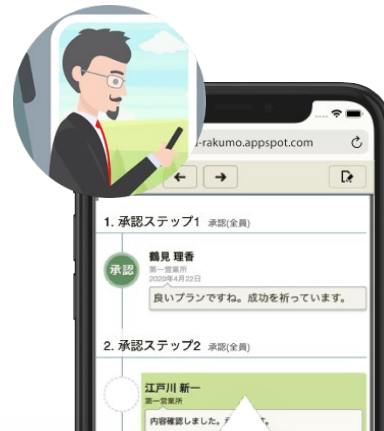 -rakumo.appspot.com
1. 承認ステップ1 承認(全員)
承認
鶴見 理香
第一営業所
2020年4月22日
良いプランですね。成功を祈っています。
2. 承認ステップ2 承認(全員)
江戸川 新一
第一営業所
内容確認しました。 す。